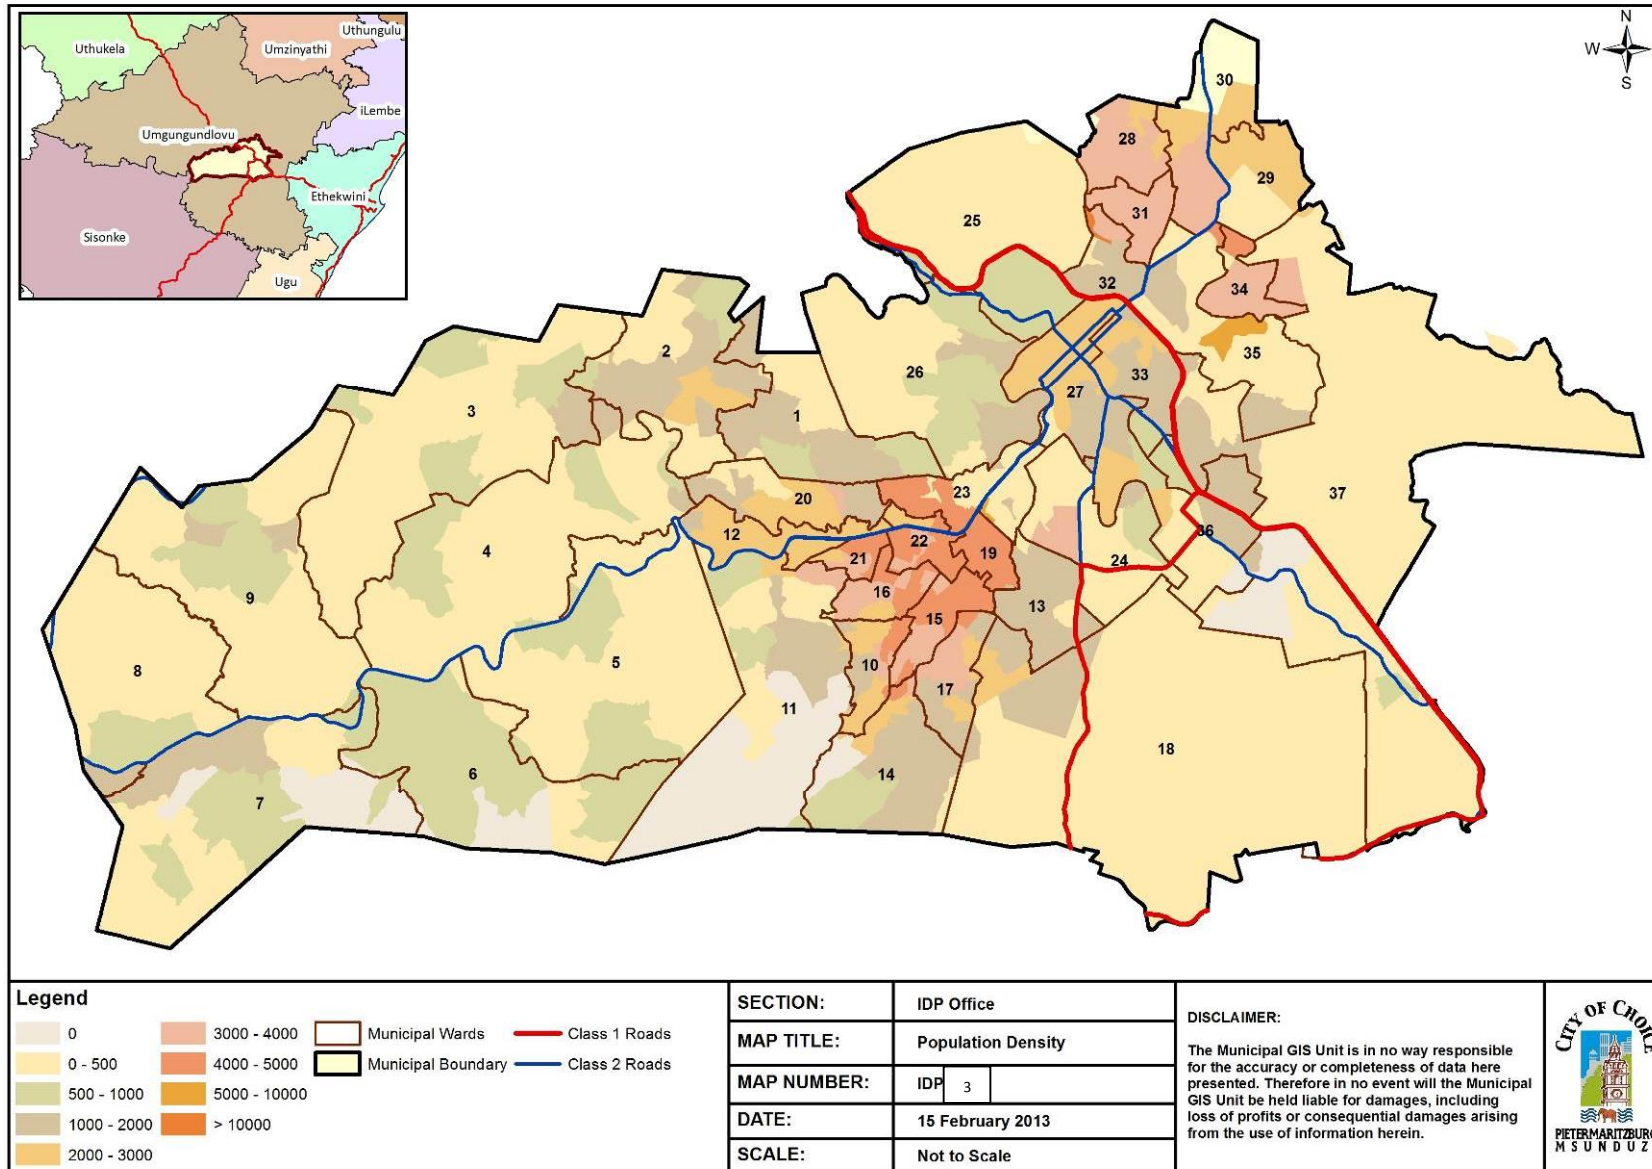 Uthungulu
Uthukela
Umzinyathi
iLembe
Umgungundlovu
Ethekwini
Sisonke
Ugu
N
W E
S
30
28
29
25
31
32
34
2
35
26
33
3
27
1
23
20
37
12
22
36
4
21
19
24
16
9
13
15
5
10
8
17
11
18
14
6
7
Legend
0
0 - 500
500 - 1000
1000 - 2000
2000 - 3000
3000 - 4000
4000 - 5000
5000 - 10000
> 10000
Municipal Wards
Municipal Boundary
Class 1 Roads
Class 2 Roads
SECTION: IDP Office
MAP TITLE: Population Density
MAP NUMBER: IDP 3
DATE: 15 February 2013
SCALE: Not to Scale
DISCLAIMER:
The Municipal GIS Unit is in no way responsible
for the accuracy or completeness of data here
presented. Therefore in no event will the Municipal
GIS Unit be held liable for damages, including
loss of profits or consequential damages arising
from the use of information herein.
CITY OF CHOICE
PIETERMARITZBURG
MSUNDUZI